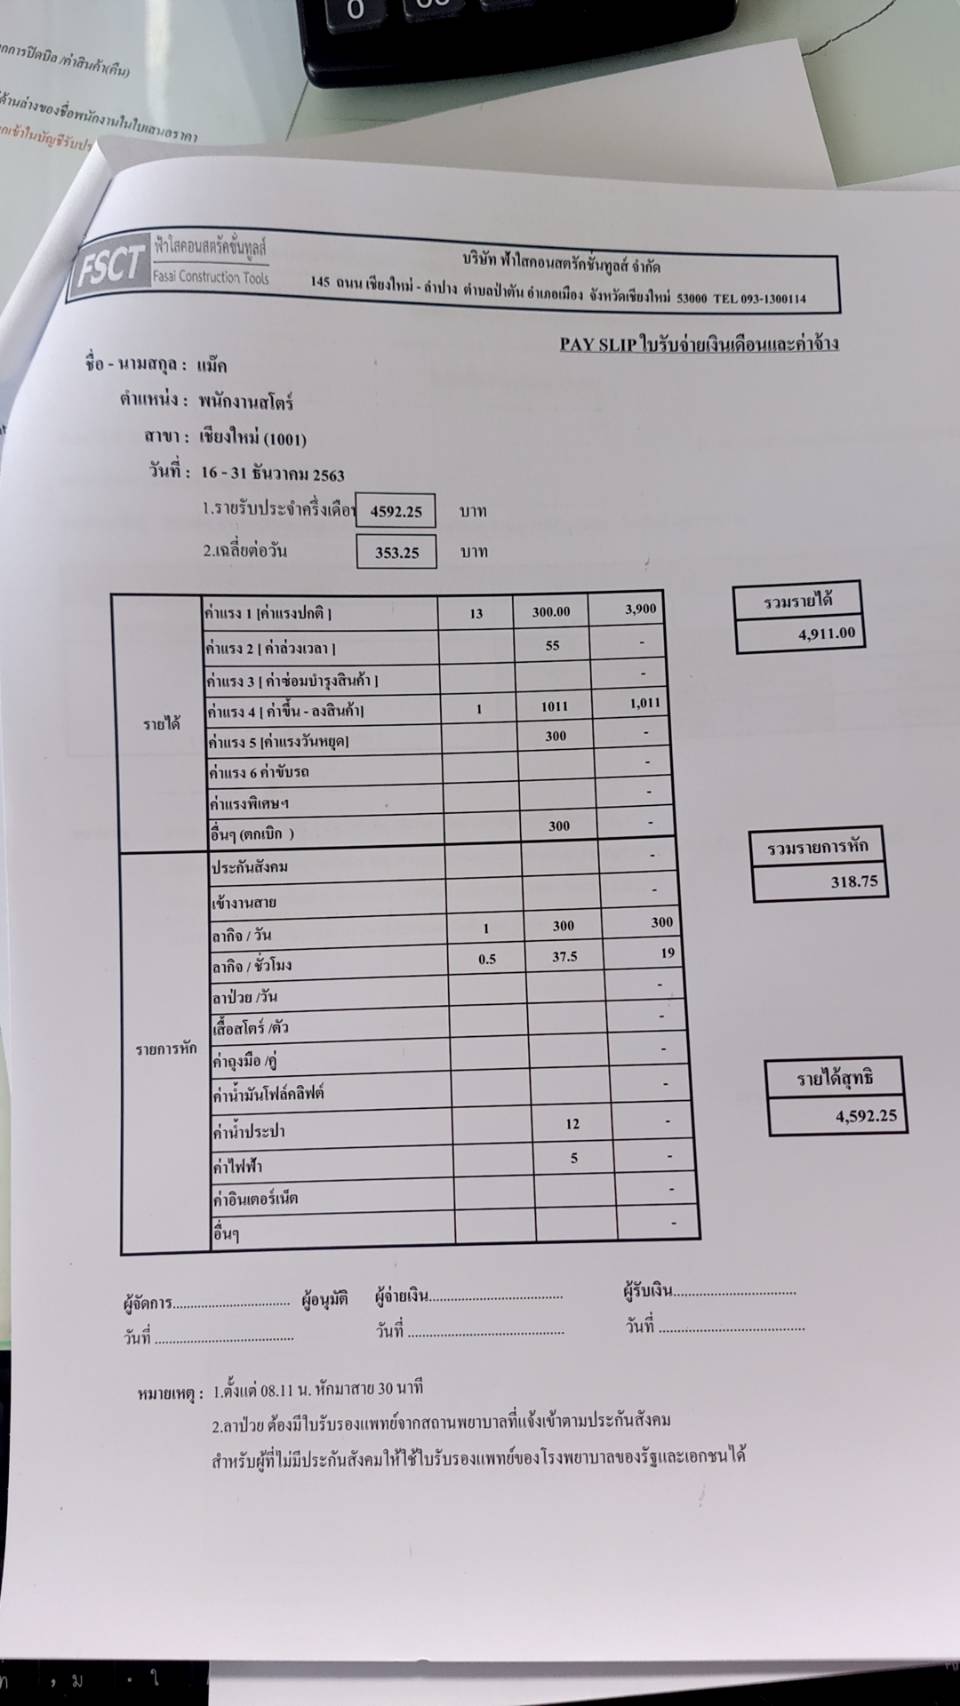 0 00
กการปิดบิล /ค่าสินค้า(คืน)
ด้านล่างของชื่อพนักงานในใบเสนอราคา
FSCT ฟ้าใสคอนสตรัคชั่นทูลส์
Fasai Construction Tools
บริษัท ฟ้าใสคอนสตรัคชั่นทูลส์ จำกัด
145 ถนน เชียงใหม่ - ลำปาง ตำบลป่าตัน อำเภอเมือง จังหวัดเชียงใหม่ 53000 TEL 093-1300114
PAY SLIP ใบรับจ่ายเงินเดือนและค่าจ้าง
ชื่อ - นามสกุล : แม๊ค
ตำแหน่ง : พนักงานสโตร์
สาขา : เชียงใหม่ (1001)
วันที่ : 16 - 31 ธันวาคม 2563
1.รายรับประจำครึ่งเดือ 4592.25 บาท
2.เฉลี่ยต่อวัน 353.25 บาท
รายได้
ค่าแรง 1 [ค่าแรงปกติ ] 13 300.00 3,900
ค่าแรง 2 [ ค่าล่วงเวลา ] 55 -
ค่าแรง 3 [ ค่าซ่อมบำรุงสินค้า ] -
ค่าแรง 4 [ ค่าขึ้น - ลงสินค้า] 1 1011 1,011
ค่าแรง 5 [ค่าแรงวันหยุด] 300 -
ค่าแรง 6 ค่าขับรถ -
ค่าแรงพิเศษฯ -
อื่นๆ (ตกเบิก ) 300 -
รวมรายได้
4,911.00
รายการหัก
ประกันสังคม -
เข้างานสาย -
ลากิจ / วัน 1 300 300
ลากิจ / ชั่วโมง 0.5 37.5 19
ลาป่วย /วัน -
เสื้อสโตร์ /ตัว -
ค่าถุงมือ /คู่ -
ค่าน้ำมันโฟล์คลิฟต์ -
ค่าน้ำประปา 12 -
ค่าไฟฟ้า 5 -
ค่าอินเตอร์เน็ต -
อื่นๆ -
รวมรายการหัก
318.75
รายได้สุทธิ
4,592.25
ผู้จัดการ................................ ผู้อนุมัติ ผู้จ่ายเงิน..................................... ผู้รับเงิน..................................
วันที่ ...................................... วันที่ .......................................... วันที่ ........................................
หมายเหตุ : 1.ตั้งแต่ 08.11 น. หักมาสาย 30 นาที
2.ลาป่วย ต้องมีใบรับรองแพทย์จากสถานพยาบาลที่แจ้งเข้าตามประกันสังคม
สำหรับผู้ที่ไม่มีประกันสังคมให้ใช้ใบรับรองแพทย์ของโรงพยาบาลของรัฐและเอกชนได้